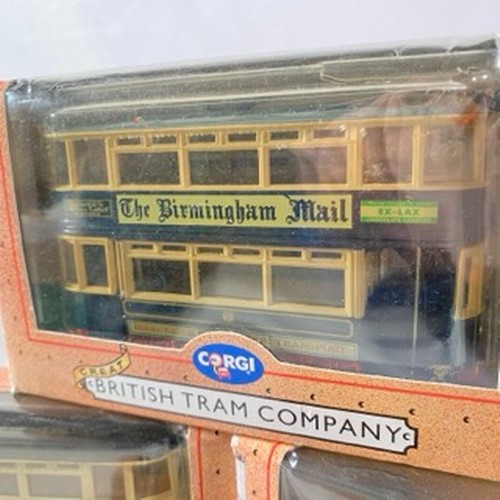 The Birmingham Mail
EX-LAX
CORGI
GREAT
BRITISH TRAM COMPANY